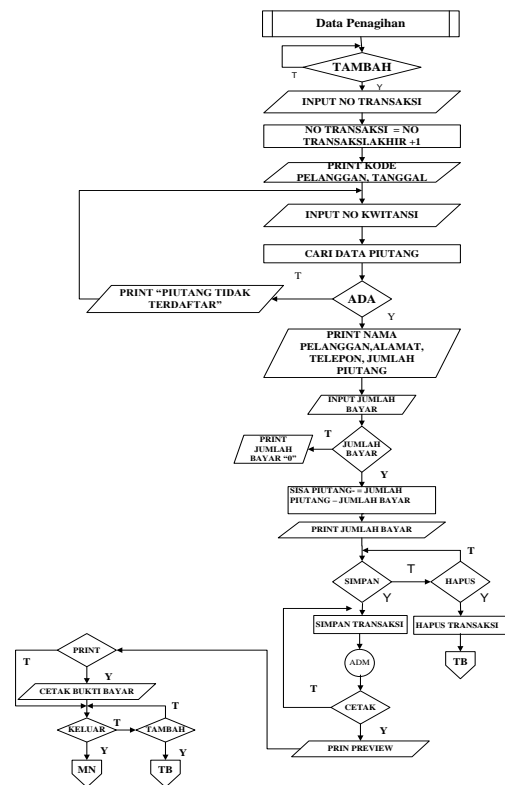 Data Penagihan
TAMBAH
T
Y
INPUT NO TRANSAKSI
NO TRANSAKSI = NO
TRANSAKSI.AKHIR +1
PRINT KODE
PELANGGAN, TANGGAL
INPUT NO KWITANSI
CARI DATA PIUTANG
T
PRINT “PIUTANG TIDAK
TERDAFTAR”
ADA
Y
PRINT NAMA
PELANGGAN,ALAMAT,
TELEPON, JUMLAH
PIUTANG
INPUT JUMLAH
BAYAR
T
PRINT
JUMLAH
BAYAR “0”
JUMLAH
BAYAR
Y
SISA PIUTANG- = JUMLAH
PIUTANG – JUMLAH BAYAR
PRINT JUMLAH BAYAR
T
SIMPAN
T
HAPUS
Y
Y
SIMPAN TRANSAKSI
HAPUS TRANSAKSI
ADM
TB
T
CETAK
Y
PRIN PREVIEW
PRINT
T
Y
CETAK BUKTI BAYAR
T
KELUAR
T
TAMBAH
Y
Y
MN
TB